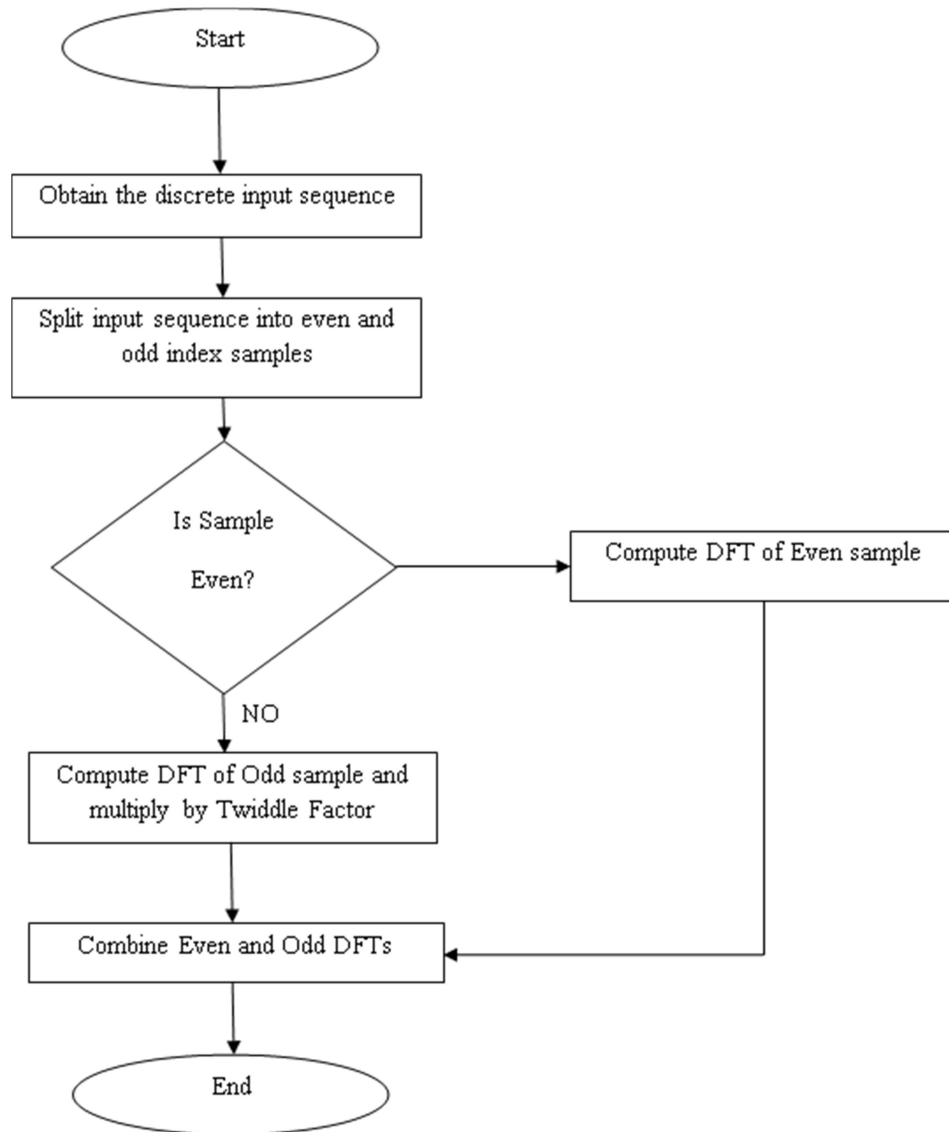 Start
Obtain the discrete input sequence
Split input sequence into even and
odd index samples
Is Sample
Even?
Compute DFT of Even sample
NO
Compute DFT of Odd sample and
multiply by Twiddle Factor
Combine Even and Odd DFTs
End